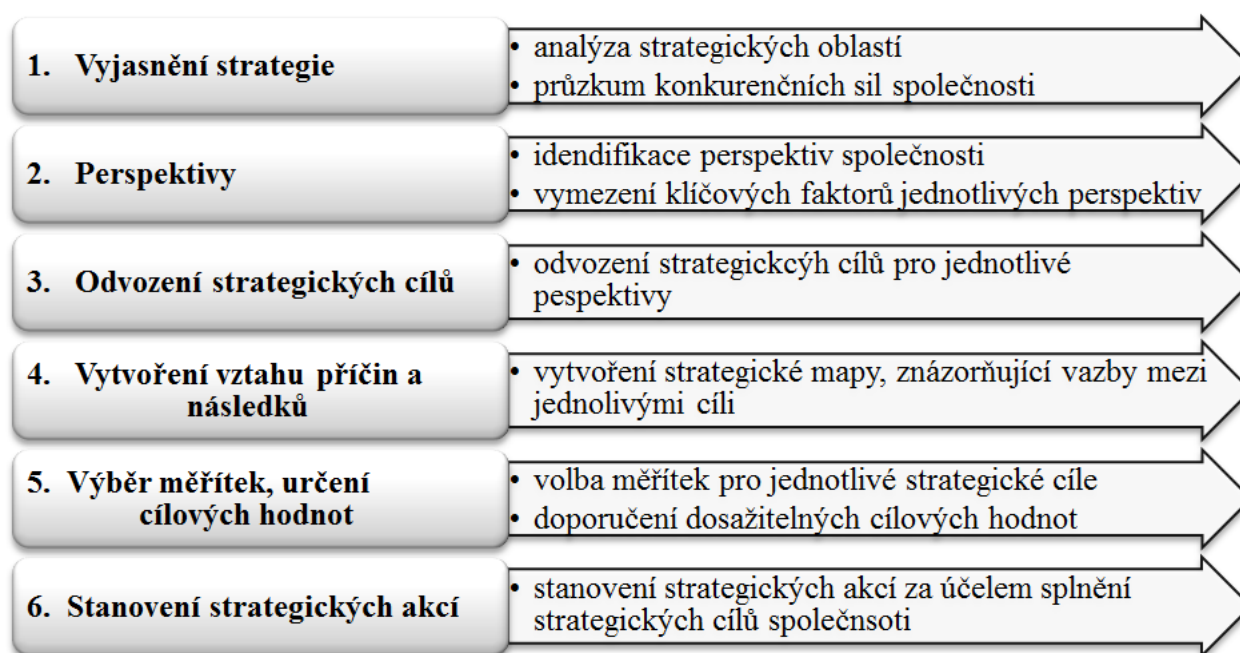 1. Vyjasnění strategie
• analýza strategických oblastí
• průzkum konkurenčních sil společnosti
2. Perspektivy
• idendifikace perspektiv společnosti
• vymezení klíčových faktorů jednotlivých perspektiv
3. Odvození strategických cílů
• odvození strategickcýh cílů pro jednotlivé
pespektivy
4. Vytvoření vztahu příčin a
následků
• vytvoření strategické mapy, znázorňující vazby mezi
jednolivými cíli
5. Výběr měřítek, určení
cílových hodnot
• volba měřítek pro jednotlivé strategické cíle
• doporučení dosažitelných cílových hodnot
6. Stanovení strategických akcí
• stanovení strategických akcí za účelem splnění
strategických cílů společnsoti